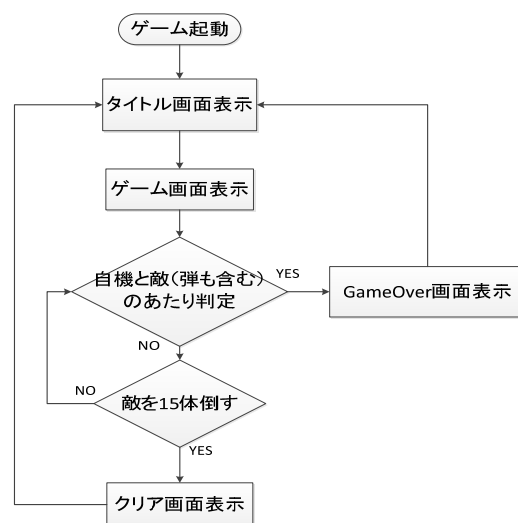 ゲーム起動
タイトル画面表示
ゲーム画面表示
自機と敵(弾も含む)
のあたり判定
YES
GameOver画面表示
NO
NO
敵を15体倒す
YES
クリア画面表示